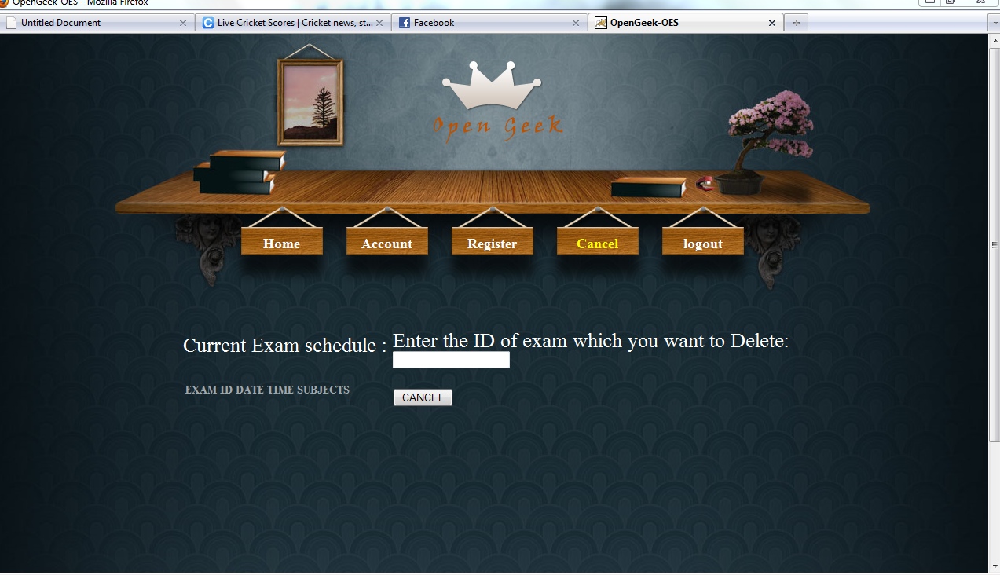 OpenGeek-OES - Mozilla Firefox
Untitled Document
Live Cricket Scores | Cricket news, st...
Facebook
OpenGeek-OES
Open Geek
Home
Account
Register
Cancel
logout
Current Exam schedule :
Enter the ID of exam which you want to Delete:
EXAM ID DATE TIME SUBJECTS
CANCEL